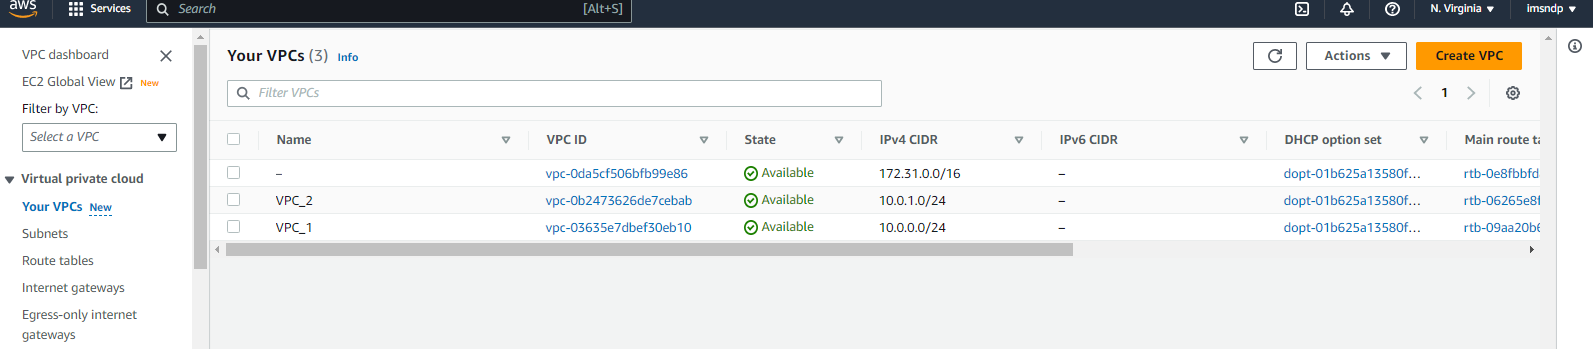 aws
Services
Search
[Alt+S]
N. Virginia
imsndp
VPC dashboard
EC2 Global View New
Filter by VPC:
Select a VPC
Virtual private cloud
Your VPCs New
Subnets
Route tables
Internet gateways
Egress-only internet
gateways
Your VPCs (3) Info
Actions
Create VPC
Filter VPCs
1
Name VPC ID State IPv4 CIDR IPv6 CIDR DHCP option set Main route ta
– vpc-0da5cf506bfb99e86 Available 172.31.0.0/16 – dopt-01b625a13580f... rtb-0e8fbbfd
VPC_2 vpc-0b2473626de7cebab Available 10.0.1.0/24 – dopt-01b625a13580f... rtb-06265e8f
VPC_1 vpc-03635e7dbef30eb10 Available 10.0.0.0/24 – dopt-01b625a13580f... rtb-09aa20b6